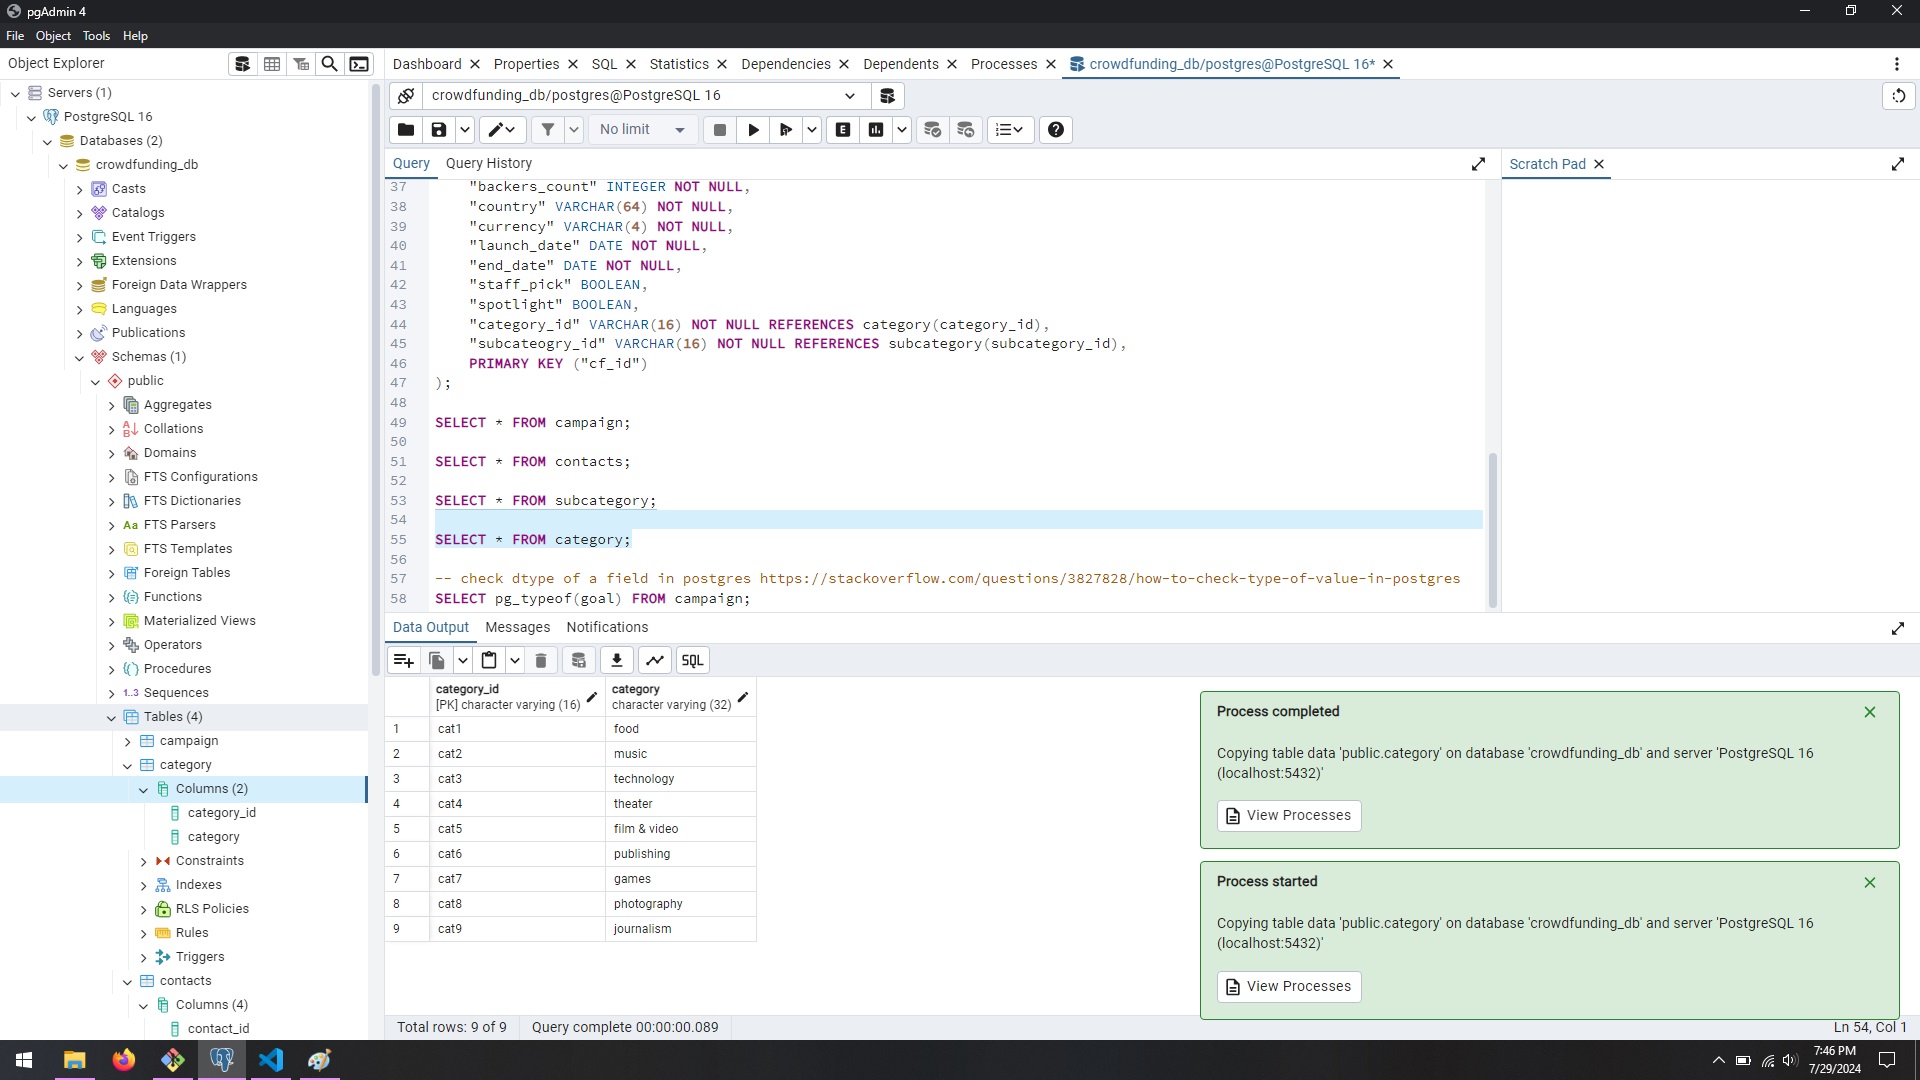 pgAdmin 4
File Object Tools Help
Object Explorer
Dashboard Properties SQL Statistics Dependencies Dependents Processes crowdfunding_db/postgres@PostgreSQL 16*
Servers (1)
PostgreSQL 16
Databases (2)
crowdfunding_db
Casts
Catalogs
Event Triggers
Extensions
Foreign Data Wrappers
Languages
Publications
Schemas (1)
public
Aggregates
Collations
Domains
FTS Configurations
FTS Dictionaries
Aa FTS Parsers
FTS Templates
Foreign Tables
Functions
Materialized Views
Operators
Procedures
1..3 Sequences
Tables (4)
campaign
category
Columns (2)
category_id
category
Constraints
Indexes
RLS Policies
Rules
Triggers
contacts
Columns (4)
contact_id
crowdfunding_db/postgres@PostgreSQL 16
No limit
E
Query Query History
Scratch Pad
37 "backers_count" INTEGER NOT NULL,
38 "country" VARCHAR(64) NOT NULL,
39 "currency" VARCHAR(4) NOT NULL,
40 "launch_date" DATE NOT NULL,
41 "end_date" DATE NOT NULL,
42 "staff_pick" BOOLEAN,
43 "spotlight" BOOLEAN,
44 "category_id" VARCHAR(16) NOT NULL REFERENCES category(category_id),
45 "subcateogry_id" VARCHAR(16) NOT NULL REFERENCES subcategory(subcategory_id),
46 PRIMARY KEY ("cf_id")
47 );
48
49 SELECT * FROM campaign;
50
51 SELECT * FROM contacts;
52
53 SELECT * FROM subcategory;
54
55 SELECT * FROM category;
56
57 -- check dtype of a field in postgres https://stackoverflow.com/questions/3827828/how-to-check-type-of-value-in-postgres
58 SELECT pg_typeof(goal) FROM campaign;
Data Output Messages Notifications
SQL
category_id category
[PK] character varying (16) character varying (32)
1 cat1 food
2 cat2 music
3 cat3 technology
4 cat4 theater
5 cat5 film & video
6 cat6 publishing
7 cat7 games
8 cat8 photography
9 cat9 journalism
Process completed
Copying table data 'public.category' on database 'crowdfunding_db' and server 'PostgreSQL 16
(localhost:5432)'
View Processes
Process started
Copying table data 'public.category' on database 'crowdfunding_db' and server 'PostgreSQL 16
(localhost:5432)'
View Processes
Total rows: 9 of 9 Query complete 00:00:00.089 Ln 54, Col 1
7:46 PM
7/29/2024